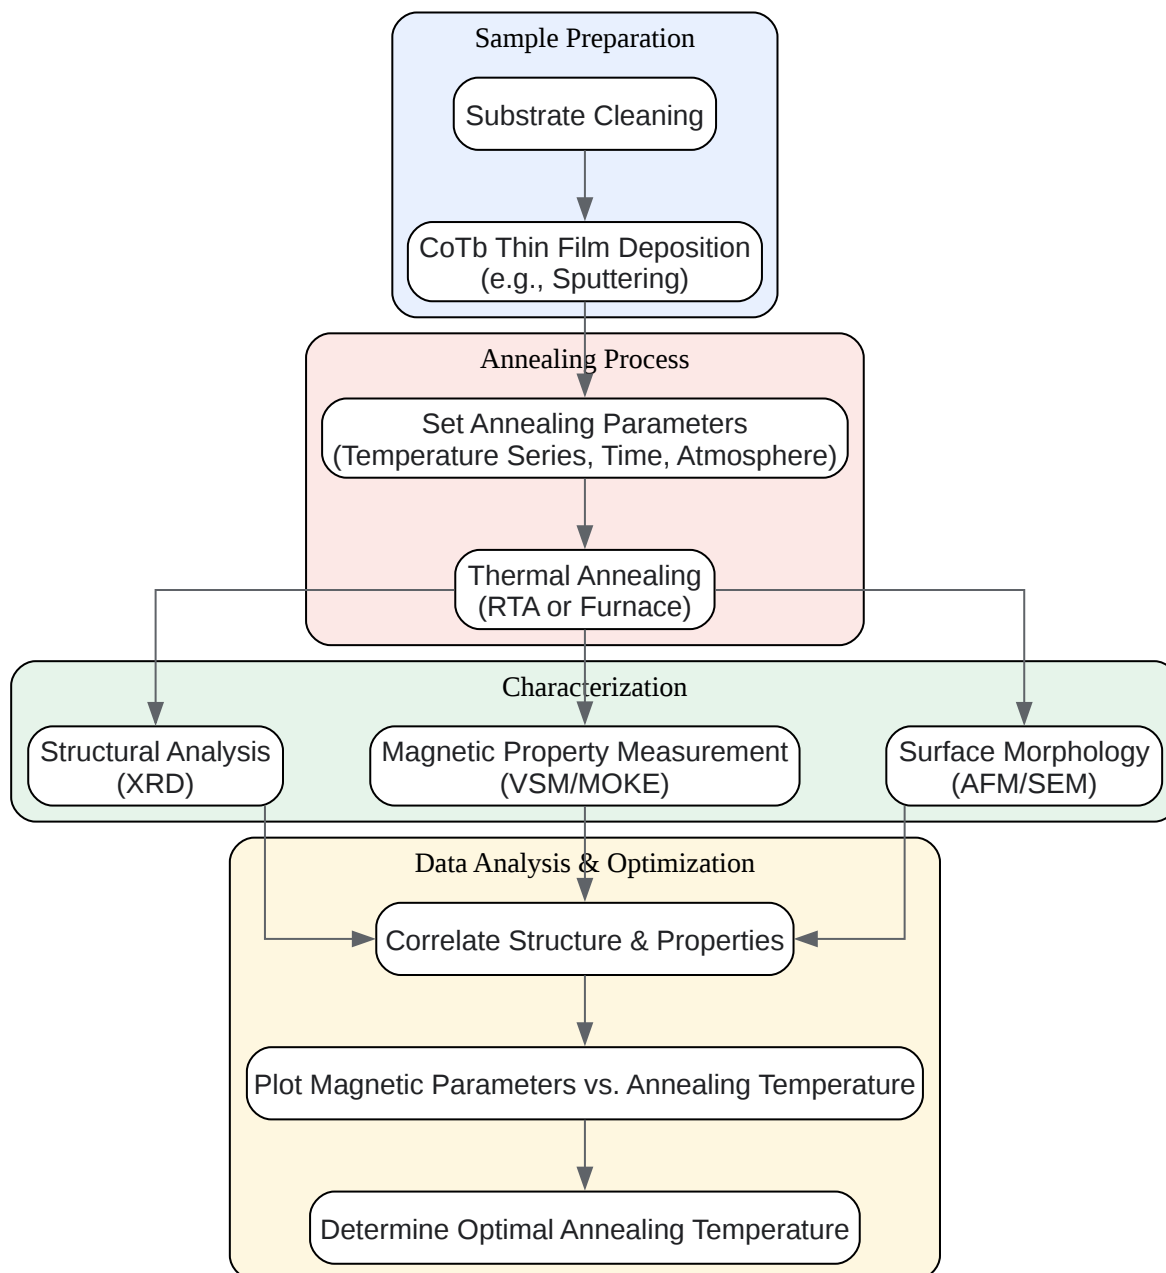 Sample Preparation
Substrate Cleaning
CoTb Thin Film Deposition
(e.g., Sputtering)
Annealing Process
Set Annealing Parameters
(Temperature Series, Time, Atmosphere)
Thermal Annealing
(RTA or Furnace)
Characterization
Structural Analysis
(XRD)
Magnetic Property Measurement
(VSM/MOKE)
Surface Morphology
(AFM/SEM)
Data Analysis & Optimization
Correlate Structure & Properties
Plot Magnetic Parameters vs. Annealing Temperature
Determine Optimal Annealing Temperature